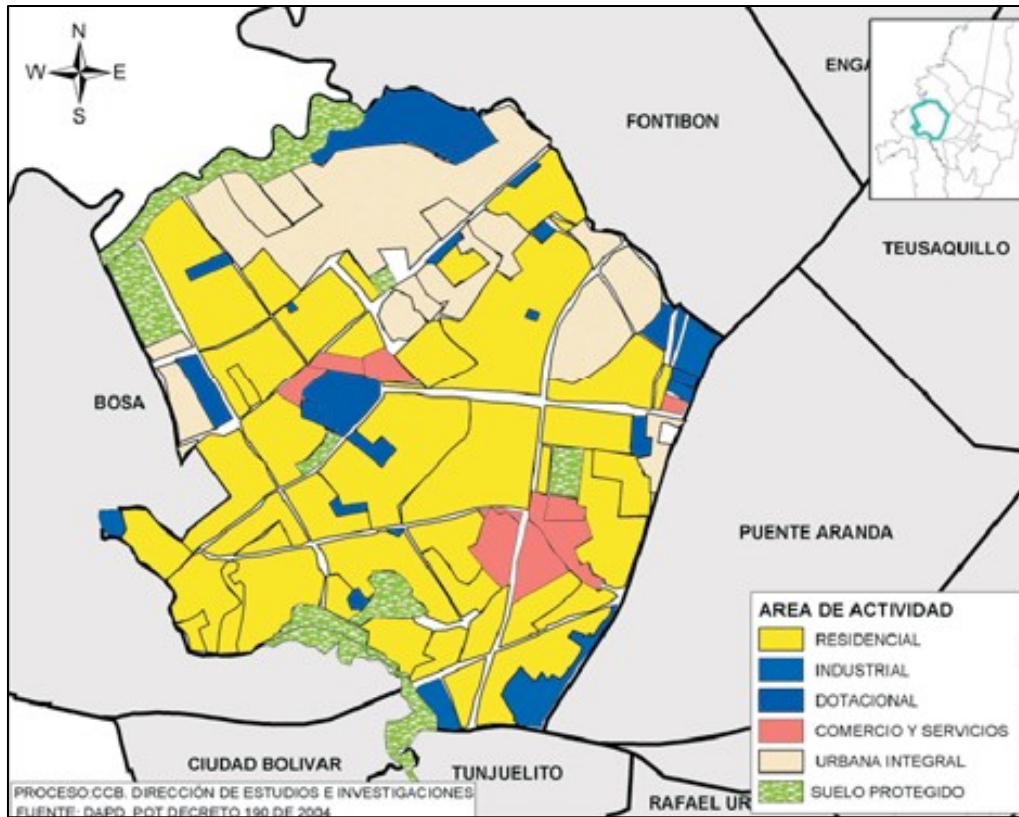 N
W E
S
ENGA
FONTIBON
TEUSAQUILLO
BOSA
PUENTE ARANDA
AREA DE ACTIVIDAD
RESIDENCIAL
INDUSTRIAL
DOTACIONAL
COMERCIO Y SERVICIOS
URBANA INTEGRAL
SUELO PROTEGIDO
CIUDAD BOLIVAR
TUNJUELITO
RAFAEL UR
PROCESO:CCB. DIRECCIÓN DE ESTUDIOS E INVESTIGACIONES
FUENTE: DAPD. POT DECRETO 190 DE 2004